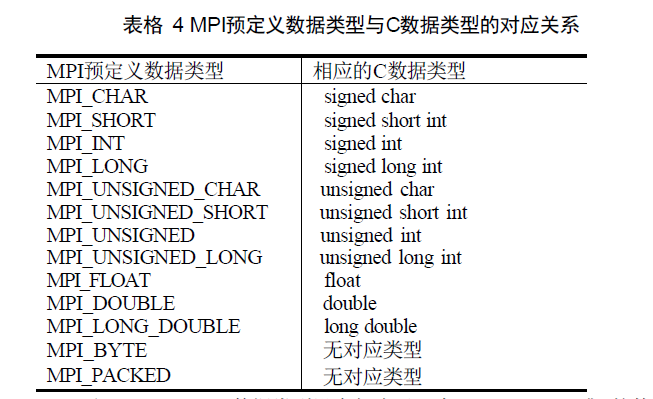 表格 4 MPI预定义数据类型与C数据类型的对应关系
MPI预定义数据类型 相应的C数据类型
MPI_CHAR signed char
MPI_SHORT signed short int
MPI_INT signed int
MPI_LONG signed long int
MPI_UNSIGNED_CHAR unsigned char
MPI_UNSIGNED_SHORT unsigned short int
MPI_UNSIGNED unsigned int
MPI_UNSIGNED_LONG unsigned long int
MPI_FLOAT float
MPI_DOUBLE double
MPI_LONG_DOUBLE long double
MPI_BYTE 无对应类型
MPI_PACKED 无对应类型